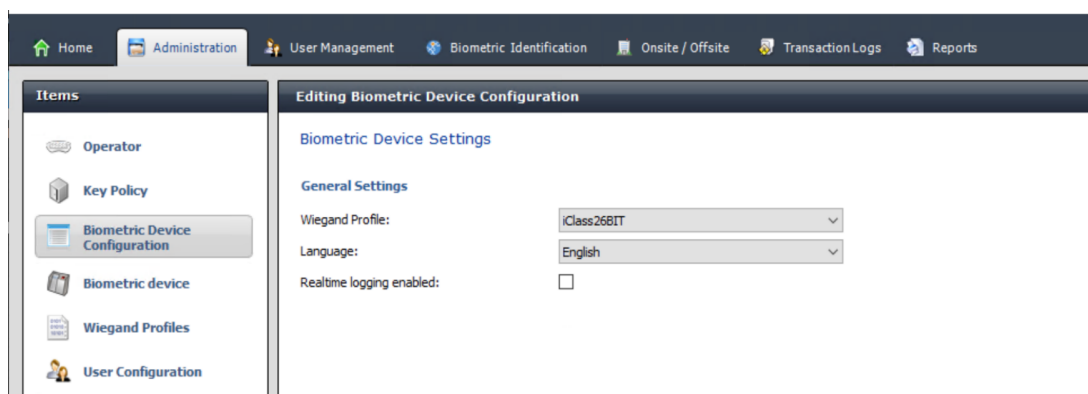 Home
Administration
User Management
Biometric Identification
Onsite / Offsite
Transaction Logs
Reports
Items
Operator
Key Policy
Biometric Device
Configuration
Biometric device
Wiegand Profiles
User Configuration
Editing Biometric Device Configuration
Biometric Device Settings
General Settings
Wiegand Profile: iClass26BIT
Language: English
Realtime logging enabled: